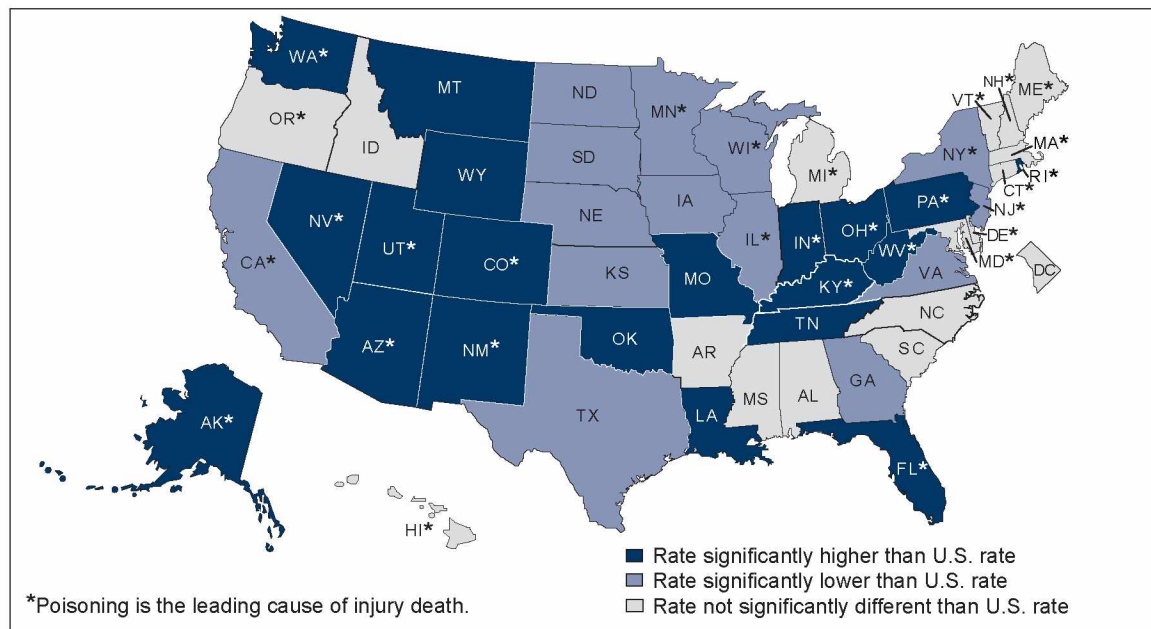 WA*
MT
ND
MN*
NH*
ME*
VT*
OR*
ID
SD
WI*
MI*
NY*
MA*
RI*
CT*
WY
NE
IA
PA*
NJ*
NV*
UT*
CO*
IL*
IN*
OH*
DE*
WV*
MD*
DC
CA*
KS
MO
KY*
VA
AZ*
NM*
OK
TN
NC
AR
SC
AK*
TX
LA
MS
AL
GA
FL*
HI*
Rate significantly higher than U.S. rate
Rate significantly lower than U.S. rate
*Poisoning is the leading cause of injury death.
Rate not significantly different than U.S. rate